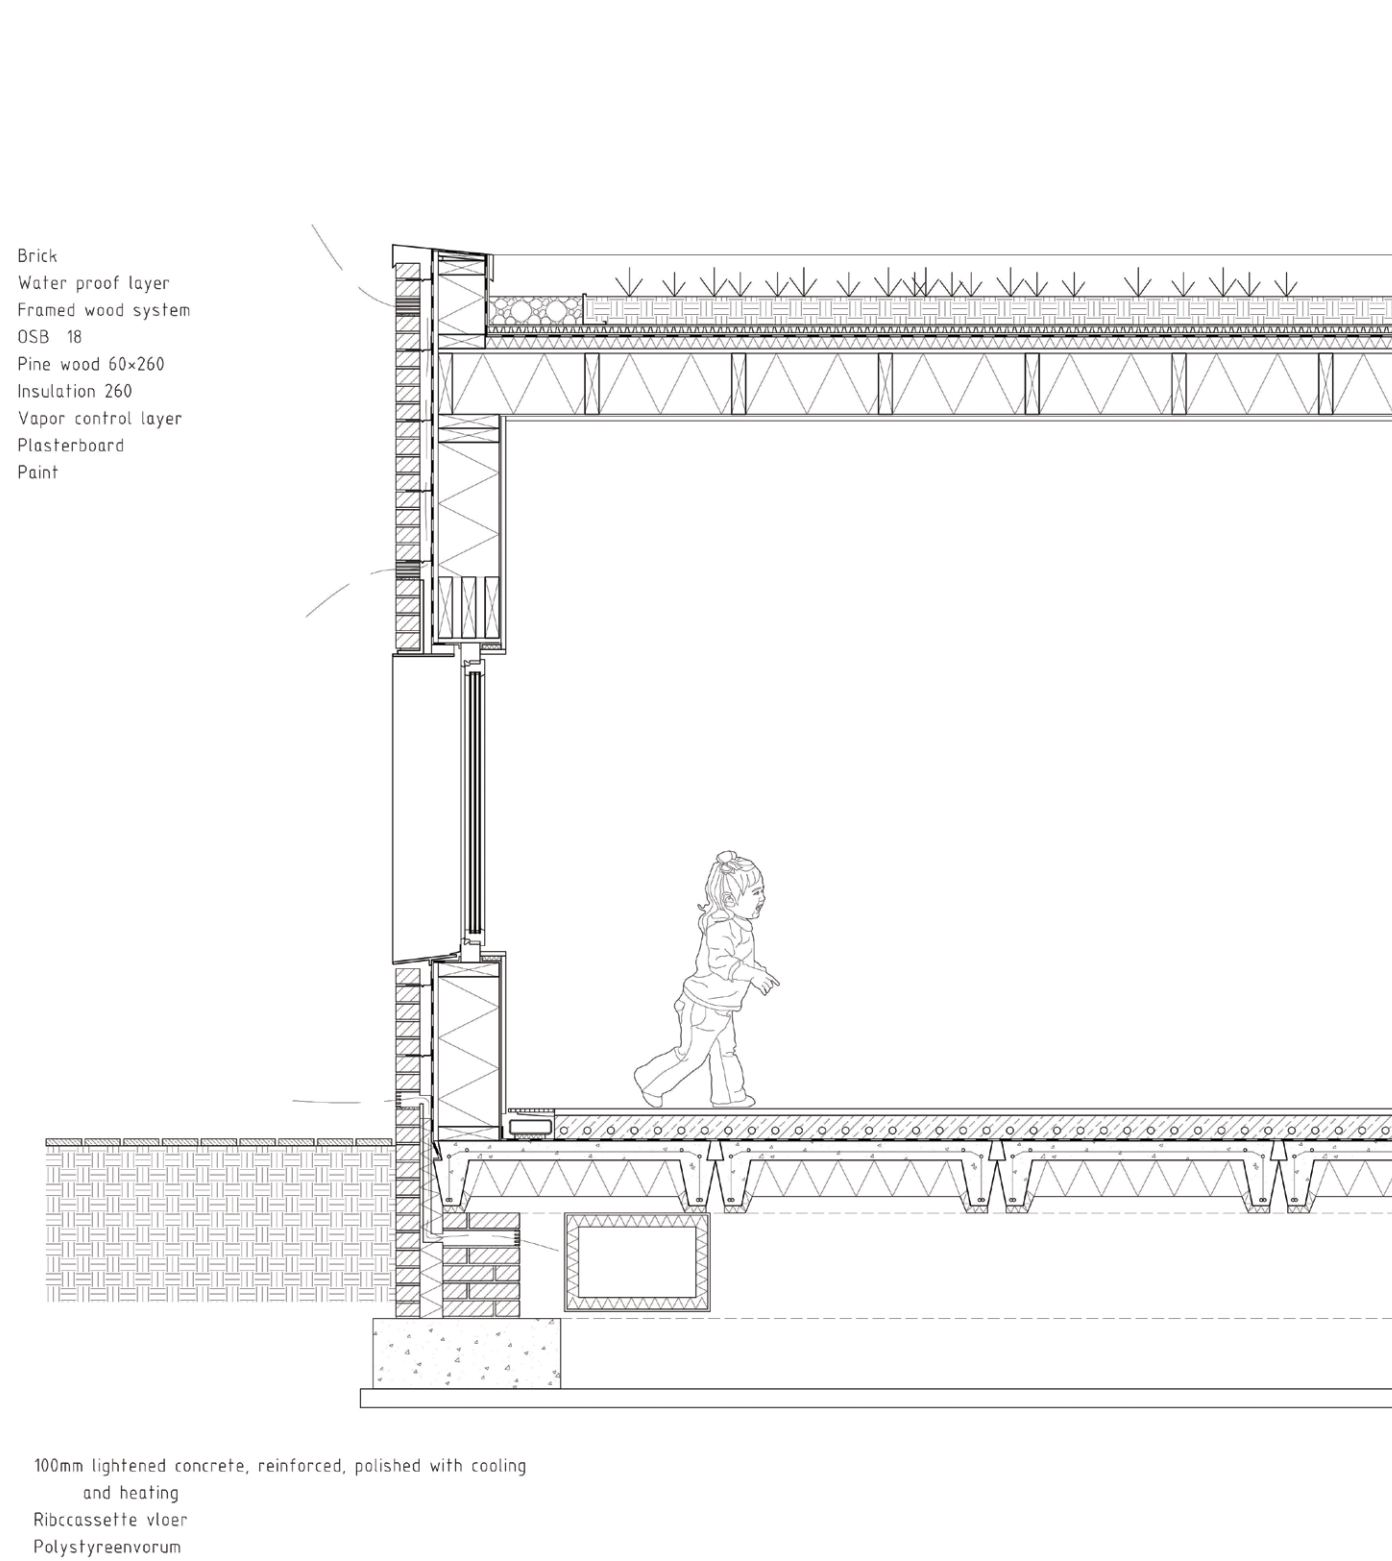 Brick
Water proof layer
Framed wood system
OSB 18
Pine wood 60×260
Insulation 260
Vapor control layer
Plasterboard
Paint
100mm lightened concrete, reinforced, polished with cooling
and heating
Ribccassette vloer
Polystyreenvorum